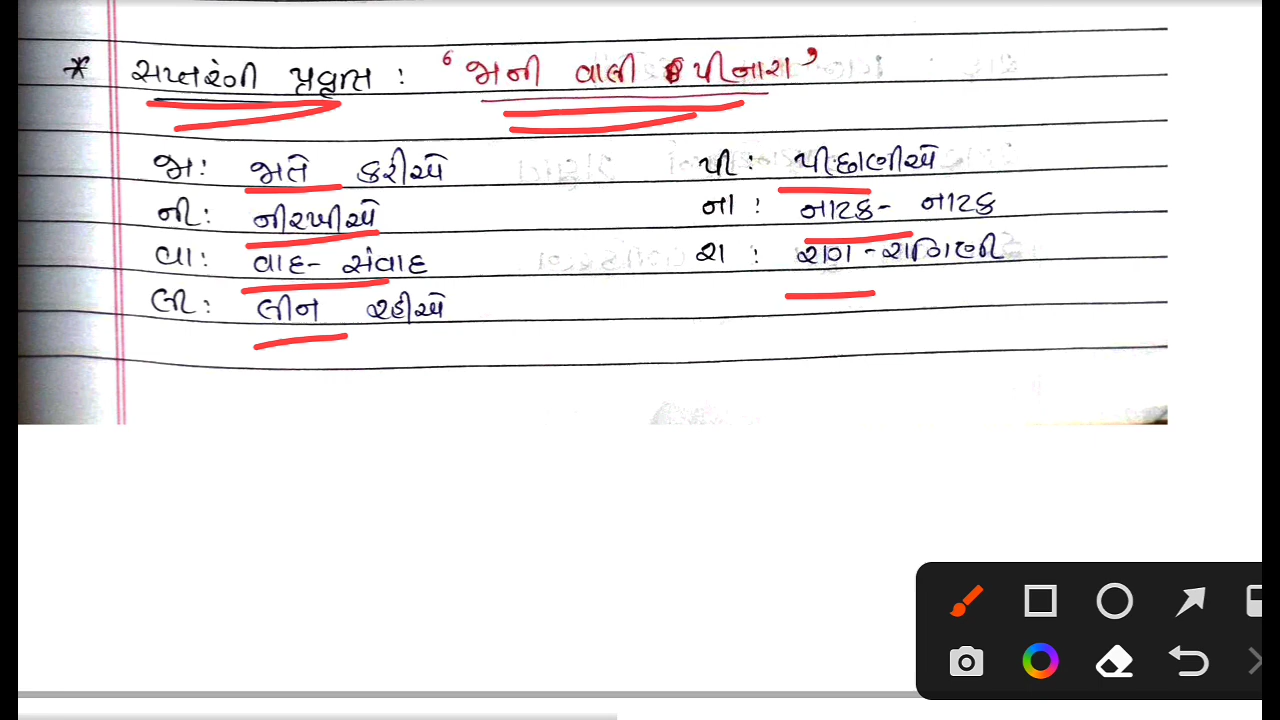 * સપ્તરંગી પ્રવૃત્ત : 'જાની વાલી પીનારા'
જા: જાતે કરીએ
ની: નીરખીએ
વા: વાદ- સંવાદ
લી: લીન રહીએ
પી: પીછાણીએ
ના: નાટક- નાટક
રા: રાગ - રાગિણી